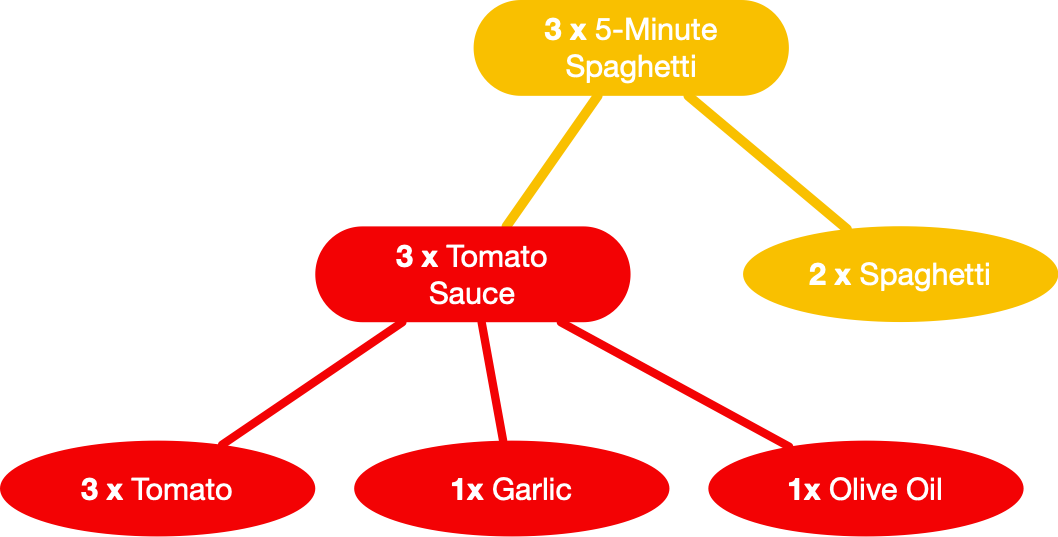 3 x 5-Minute
Spaghetti
3 x Tomato
Sauce
2 x Spaghetti
3 x Tomato
1x Garlic
1x Olive Oil